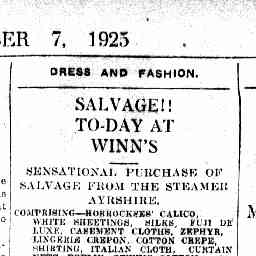 ER 7, 1925
DRESS AND FASHION.
SALVAGE!!
TO-DAY AT
WINN'S
SENSATIONAL PURCHASE OF
SALVAGE FROM THE STEAMER
AYRSHIRE,
COMPRISING—HORROCKSES' CALICO,
WHITE SHEETINGS, SILKS, FUJI DE
LUXE, CASEMENT CLOTHS, ZEPHYR,
LINGERIE CREPON, COTTON CREPE,
SHIRTING, ITALIAN CLOTH, CURTAIN